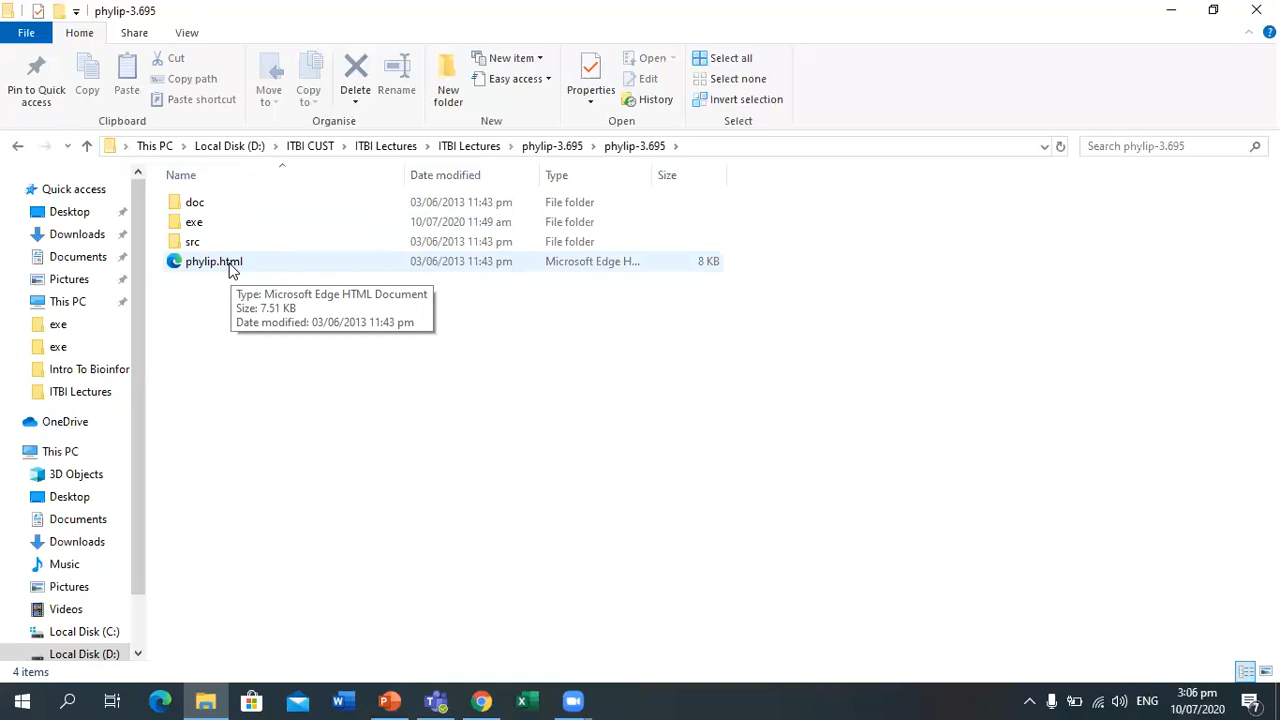 phylip-3.695
File Home Share View
Pin to Quick access
Copy
Paste
Cut
Copy path
Paste shortcut
Clipboard
Move to
Copy to
Delete
Rename
Organise
New folder
New item
Easy access
New
Properties
Open
Edit
History
Open
Select all
Select none
Invert selection
Select
This PC > Local Disk (D:) > ITBI CUST > ITBI Lectures > ITBI Lectures > phylip-3.695 > phylip-3.695 >
Search phylip-3.695
Name Date modified Type Size
doc 03/06/2013 11:43 pm File folder
exe 10/07/2020 11:49 am File folder
src 03/06/2013 11:43 pm File folder
phylip.html 03/06/2013 11:43 pm Microsoft Edge H... 8 KB
Type: Microsoft Edge HTML Document
Size: 7.51 KB
Date modified: 03/06/2013 11:43 pm
Quick access
Desktop
Downloads
Documents
Pictures
This PC
exe
exe
Intro To Bioinfor
ITBI Lectures
OneDrive
This PC
3D Objects
Desktop
Documents
Downloads
Music
Pictures
Videos
Local Disk (C:)
Local Disk (D:)
4 items
ENG
3:06 pm
10/07/2020
7